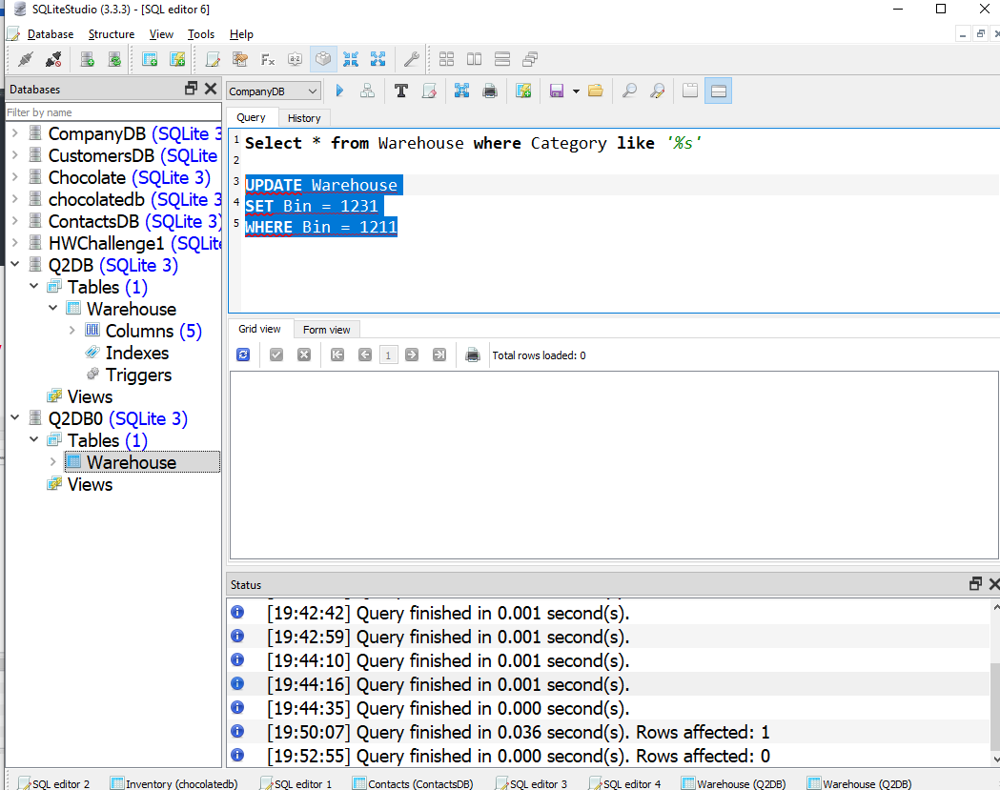 SQLiteStudio (3.3.3) - [SQL editor 6]
Database Structure View Tools Help
Databases
Filter by name
CompanyDB (SQLite 3
CustomersDB (SQLite
Chocolate (SQLite 3)
chocolatedb (SQLite 3
ContactsDB (SQLite 3)
HWChallenge1 (SQLite
Q2DB (SQLite 3)
Tables (1)
Warehouse
Columns (5)
Indexes
Triggers
Views
Q2DB0 (SQLite 3)
Tables (1)
Warehouse
Views
CompanyDB
Query History
1 Select * from Warehouse where Category like '%s'
2
3 UPDATE Warehouse
4 SET Bin = 1231
5 WHERE Bin = 1211
Grid view Form view
1 Total rows loaded: 0
Status
[19:42:42] Query finished in 0.001 second(s).
[19:42:59] Query finished in 0.001 second(s).
[19:44:10] Query finished in 0.001 second(s).
[19:44:16] Query finished in 0.001 second(s).
[19:44:35] Query finished in 0.000 second(s).
[19:50:07] Query finished in 0.036 second(s). Rows affected: 1
[19:52:55] Query finished in 0.000 second(s). Rows affected: 0
SQL editor 2 Inventory (chocolatedb) SQL editor 1 Contacts (ContactsDB) SQL editor 3 SQL editor 4 Warehouse (Q2DB) Warehouse (Q2DB)